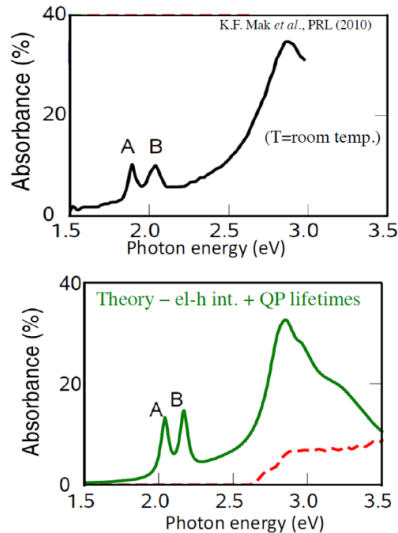 K.F. Mak et al., PRL (2010)
40
20
0
Absorbance (%)
A
B
(T=room temp.)
1.5
2.0
2.5
3.0
3.5
Photon energy (eV)
40
20
0
Absorbance (%)
Theory – el-h int. + QP lifetimes
A
B
1.5
2.0
2.5
3.0
3.5
Photon energy (eV)